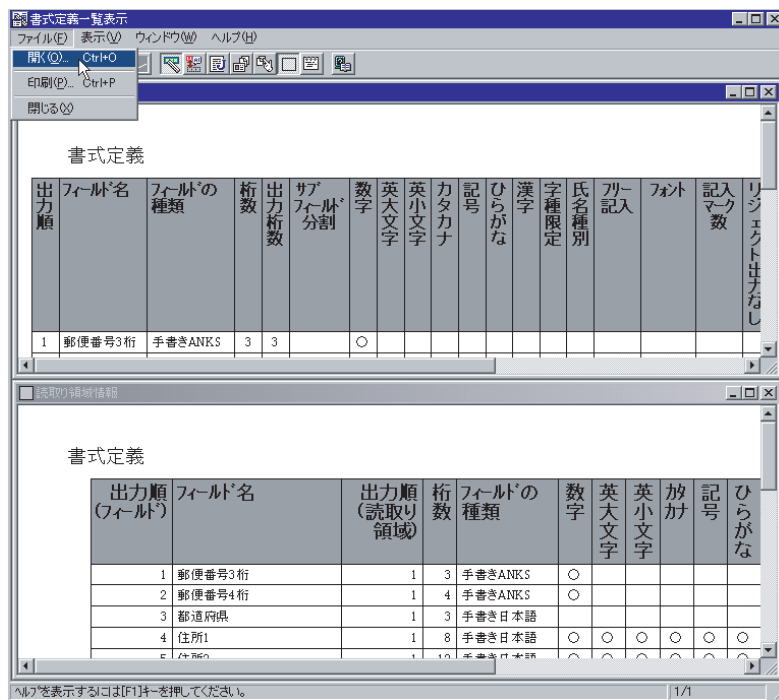 書式定義一覧表示
ファイル(F) 表示(V) ウィンドウ(W) ヘルプ(H)
開く(O)... Ctrl+O
印刷(P)... Ctrl+P
閉じる(X)
書式定義
出力順 フィールド名 フィールドの種類 桁数 出力桁数 サブフィールド分割 数字 英大文字 英小文字 カタカナ 記号 ひらがな 漢字 字種限定 氏名種別 フリー記入 フォント 記入マーク数 リジェクト出力なし
1 郵便番号3桁 手書きANKS 3 3 ○
読取り領域情報
書式定義
出力順(フィールド) フィールド名 出力順(読取り領域) 桁数 フィールドの種類 数字 英大文字 英小文字 カタカナ 記号 ひらがな
1 郵便番号3桁 1 3 手書きANKS ○
2 郵便番号4桁 1 4 手書きANKS ○
3 都道府県 1 3 手書き日本語
4 住所1 1 8 手書き日本語 ○ ○ ○ ○ ○ ○
ヘルプを表示するには[F1]キーを押してください。 1/1